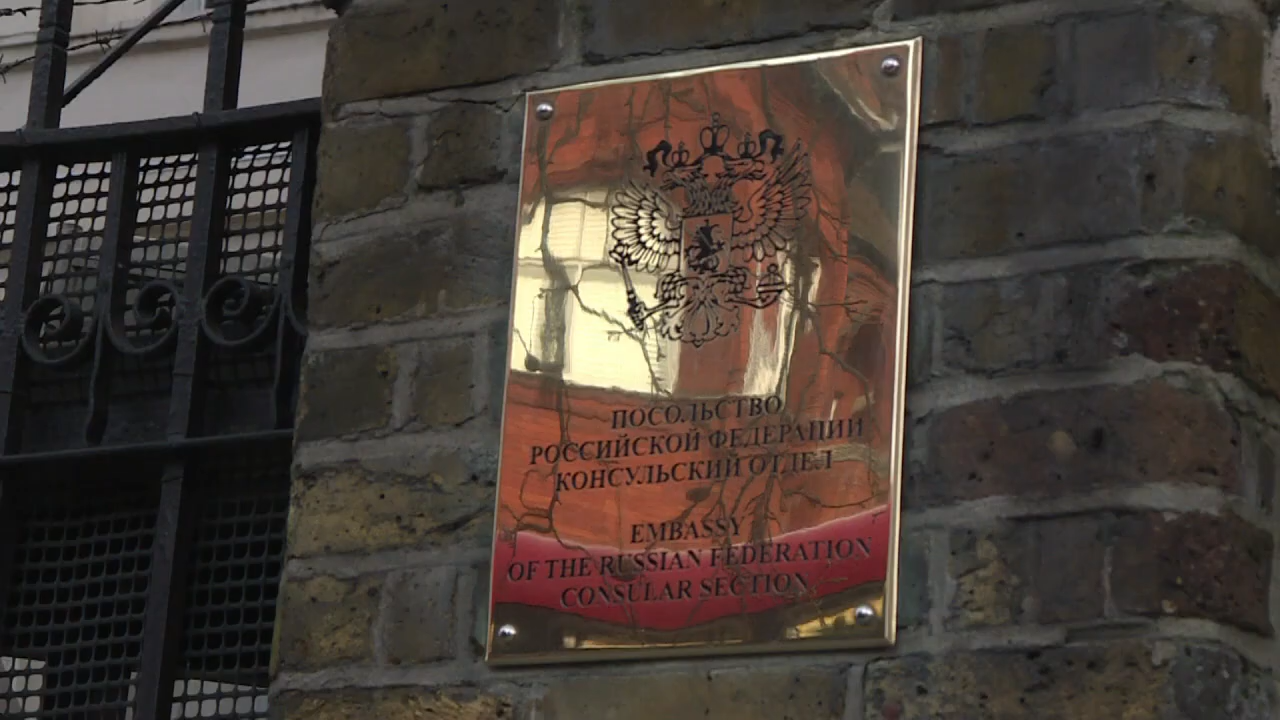 ПОСОЛЬСТВО
РОССИЙСКОЙ ФЕДЕРАЦИИ
КОНСУЛЬСКИЙ ОТДЕЛ
EMBASSY
OF THE RUSSIAN FEDERATION
CONSULAR SECTION